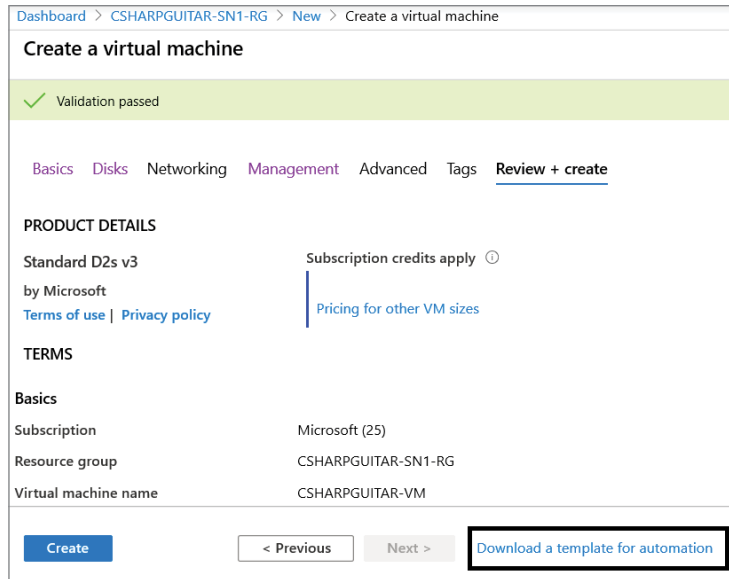 Dashboard > CSHARPGUITAR-SN1-RG > New > Create a virtual machine
Create a virtual machine
Validation passed
Basics Disks Networking Management Advanced Tags Review + create
PRODUCT DETAILS
Standard D2s v3
by Microsoft
Terms of use | Privacy policy
Subscription credits apply
Pricing for other VM sizes
TERMS
Basics
Subscription Microsoft (25)
Resource group CSHARPGUITAR-SN1-RG
Virtual machine name CSHARPGUITAR-VM
Create < Previous Next > Download a template for automation